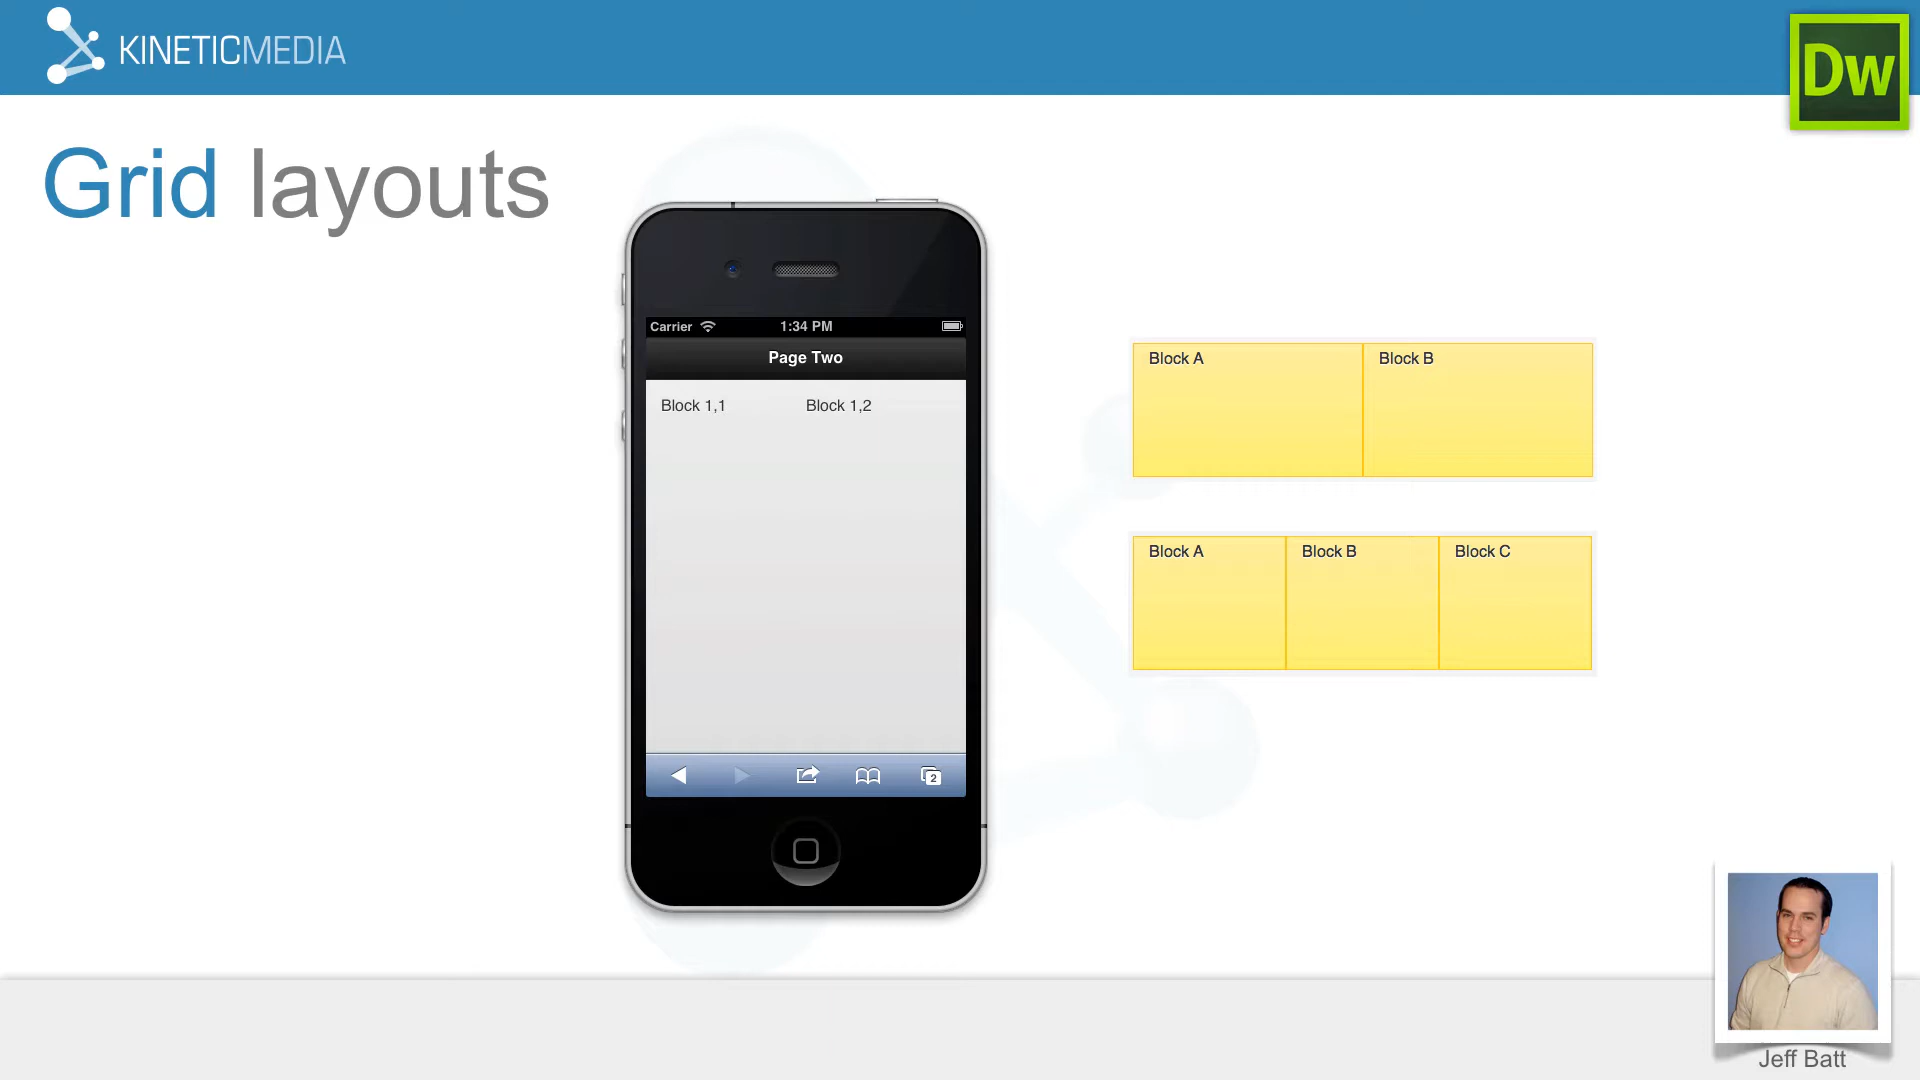 KINETICMEDIA
Dw
Grid layouts
Carrier 1:34 PM
Page Two
Block 1,1 Block 1,2
2
Block A Block B
Block A Block B Block C
Jeff Batt